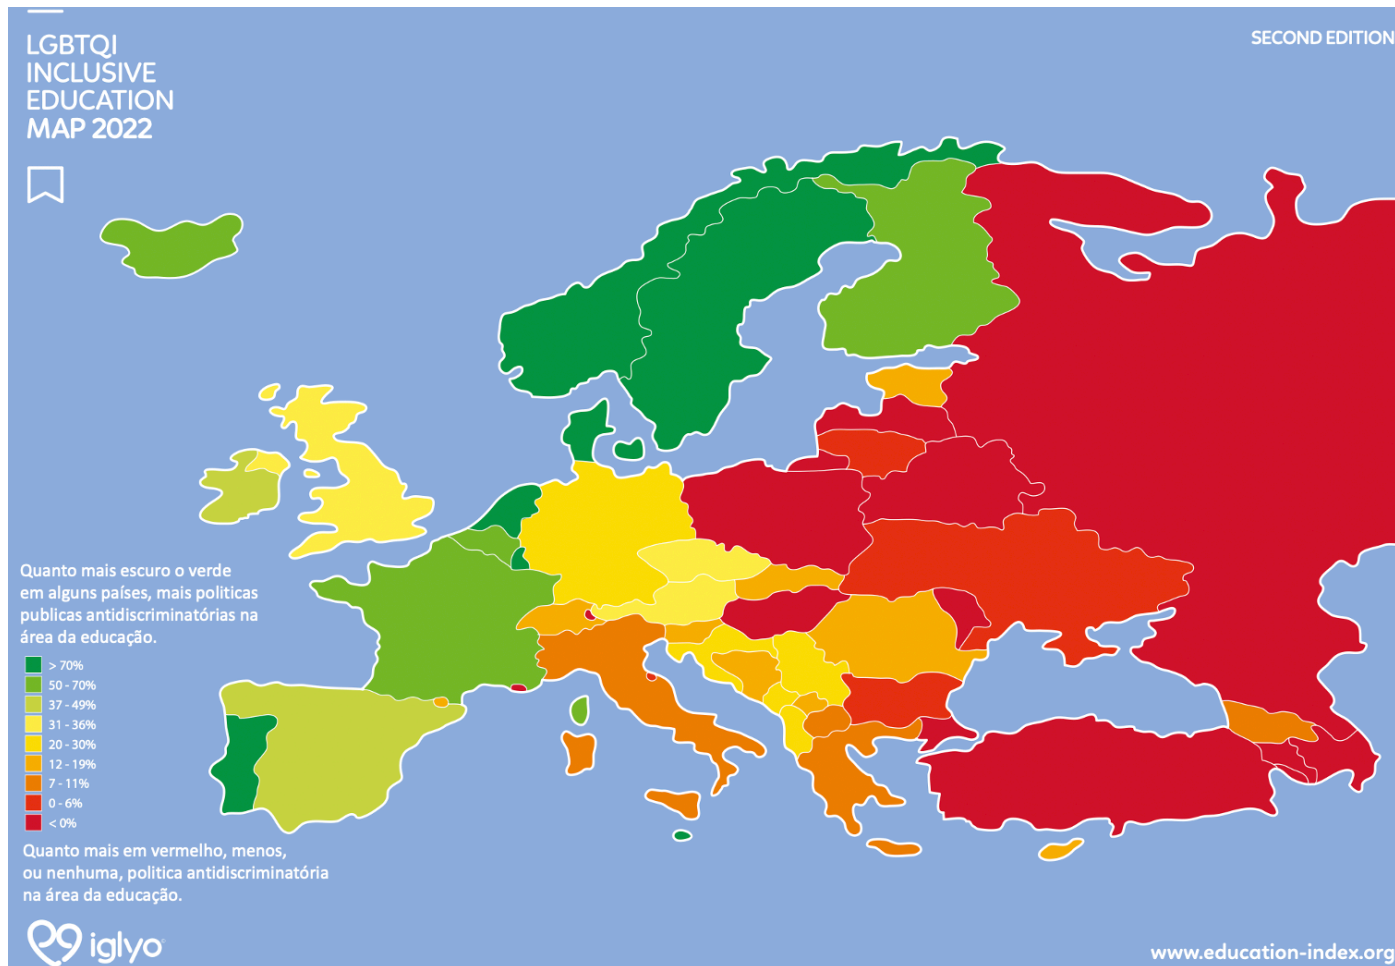 LGBTQI
INCLUSIVE
EDUCATION
MAP 2022
SECOND EDITION
Quanto mais escuro o verde
em alguns países, mais politicas
publicas antidiscriminatórias na
área da educação.
> 70%
50 - 70%
37 - 49%
31 - 36%
20 - 30%
12 - 19%
7 - 11%
0 - 6%
< 0%
Quanto mais em vermelho, menos,
ou nenhuma, politica antidiscriminatória
na área da educação.
iglyo
www.education-index.org